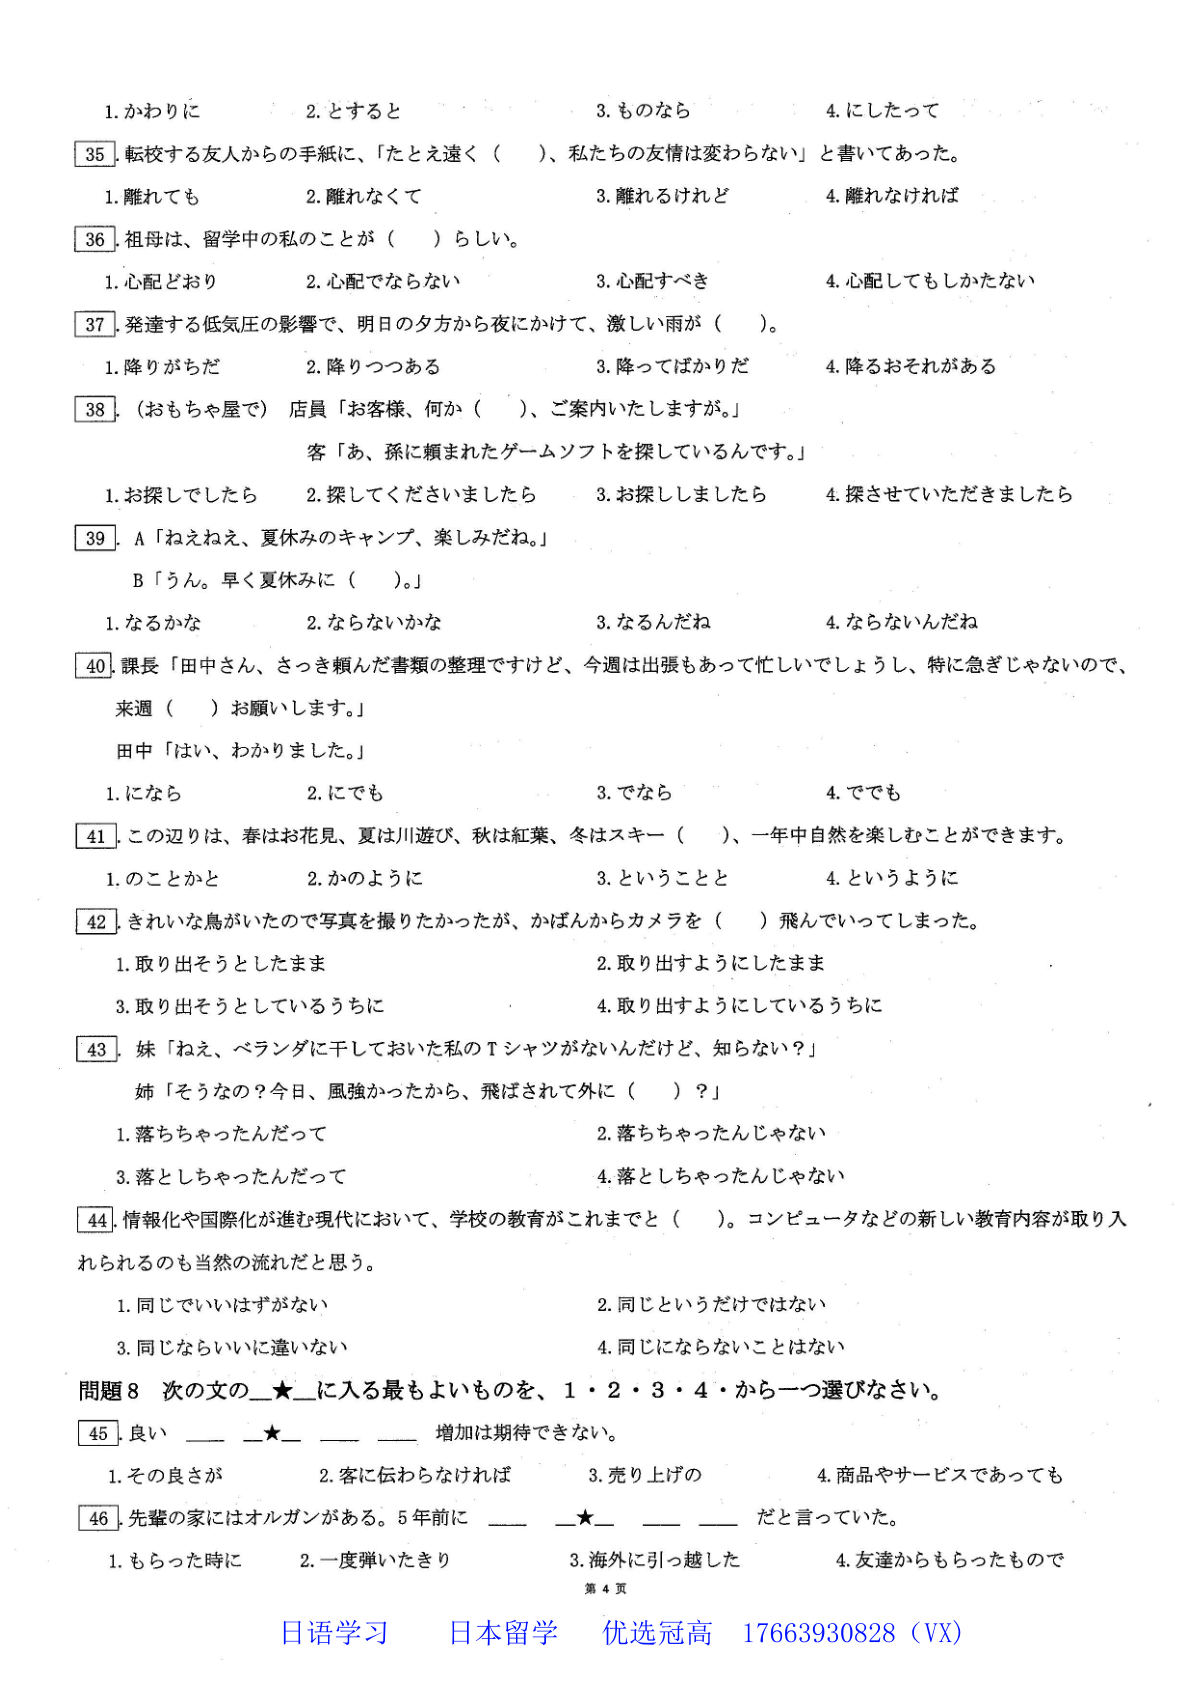 1.かわりに 2.とすると 3.ものなら 4.にしたって
35.転校する友人からの手紙に、「たとえ遠く（　　）、私たちの友情は変わらない」と書いてあった。
1.離れても 2.離れなくて 3.離れるけれど 4.離れなければ
36.祖母は、留学中の私のことが（　　）らしい。
1.心配どおり 2.心配でならない 3.心配すべき 4.心配してもしかたない
37.発達する低気圧の影響で、明日の夕方から夜にかけて、激しい雨が（　　）。
1.降りがちだ 2.降りつつある 3.降ってばかりだ 4.降るおそれがある
38.（おもちゃ屋で）　店員「お客様、何か（　　）、ご案内いたしますが。」
客「あ、孫に頼まれたゲームソフトを探しているんです。」
1.お探しでしたら 2.探してくださいましたら 3.お探ししましたら 4.探させていただきましたら
39. A「ねえねえ、夏休みのキャンプ、楽しみだね。」
B「うん。早く夏休みに（　　）。」
1.なるかな 2.ならないかな 3.なるんだね 4.ならないんだね
40.課長「田中さん、さっき頼んだ書類の整理ですけど、今週は出張もあって忙しいでしょうし、特に急ぎじゃないので、
来週（　　）お願いします。」
田中「はい、わかりました。」
1.になら 2.にでも 3.でなら 4.ででも
41.この辺りは、春はお花見、夏は川遊び、秋は紅葉、冬はスキー（　　）、一年中自然を楽しむことができます。
1.のことかと 2.かのように 3.ということと 4.というように
42.きれいな鳥がいたので写真を撮りたかったが、かばんからカメラを（　　）飛んでいってしまった。
1.取り出そうとしたまま 2.取り出すようにしたまま
3.取り出そうとしているうちに 4.取り出すようにしているうちに
43. 妹「ねえ、ベランダに干しておいた私のTシャツがないんだけど、知らない？」
姉「そうなの？今日、風強かったから、飛ばされて外に（　　）？」
1.落ちちゃったんだって 2.落ちちゃったんじゃない
3.落としちゃったんだって 4.落としちゃったんじゃない
44.情報化や国際化が進む現代において、学校の教育がこれまでと（　　）。コンピュータなどの新しい教育内容が取り入
れられるのも当然の流れだと思う。
1.同じでいいはずがない 2.同じというだけではない
3.同じならいいに違いない 4.同じにならないことはない
問題８　次の文の＿★＿に入る最もよいものを、１・２・３・４・から一つ選びなさい。
45.良い ＿＿ ＿★＿ ＿＿ ＿＿ 増加は期待できない。
1.その良さが 2.客に伝わらなければ 3.売り上げの 4.商品やサービスであっても
46.先輩の家にはオルガンがある。5年前に ＿＿ ＿★＿ ＿＿ ＿＿ だと言っていた。
1.もらった時に 2.一度弾いたきり 3.海外に引っ越した 4.友達からもらったもので
第 4 页
日语学习 日本留学 优选冠高 17663930828（VX）